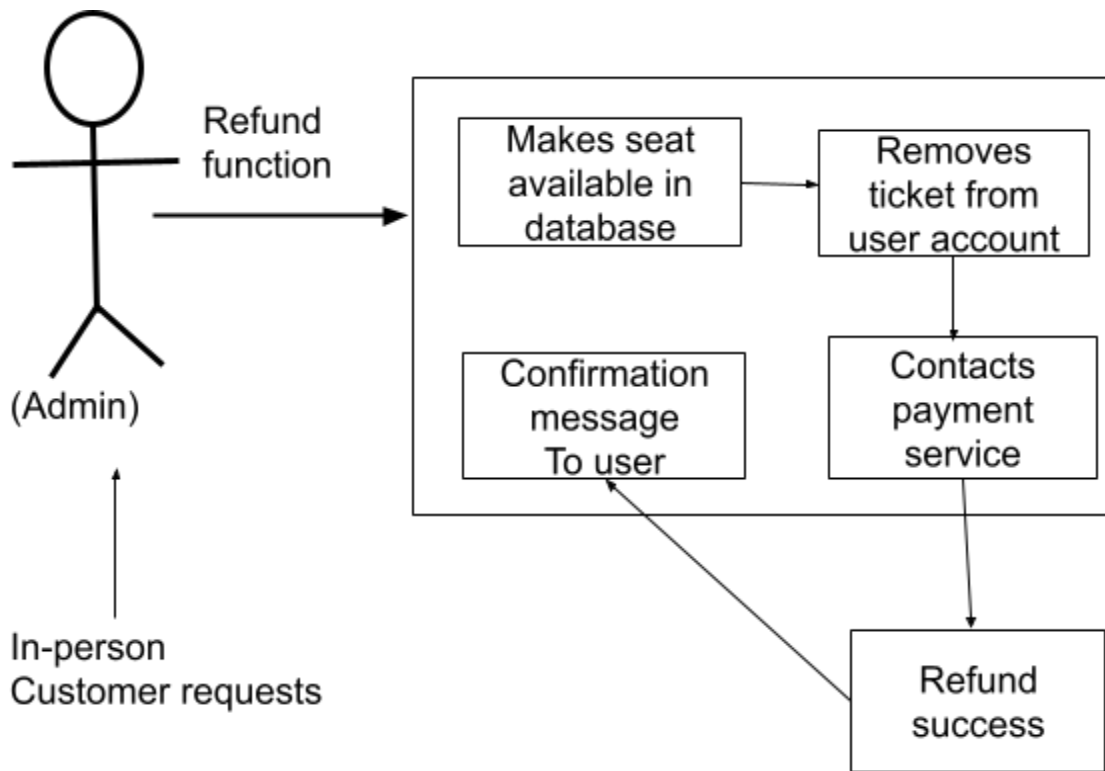 Refund
function
Makes seat
available in
database
Removes
ticket from
user account
Confirmation
message
To user
Contacts
payment
service
(Admin)
In-person
Customer requests
Refund
success